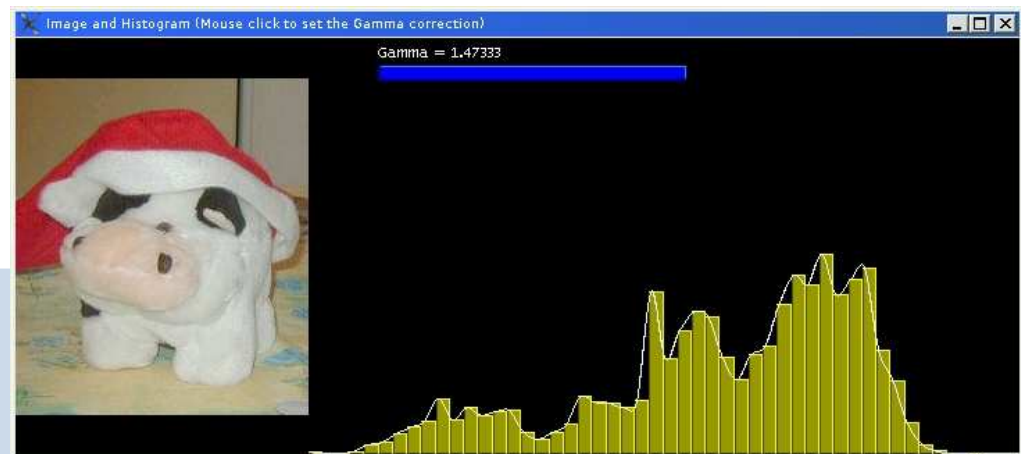 Image and Histogram (Mouse click to set the Gamma correction)
Gamma = 1.47333